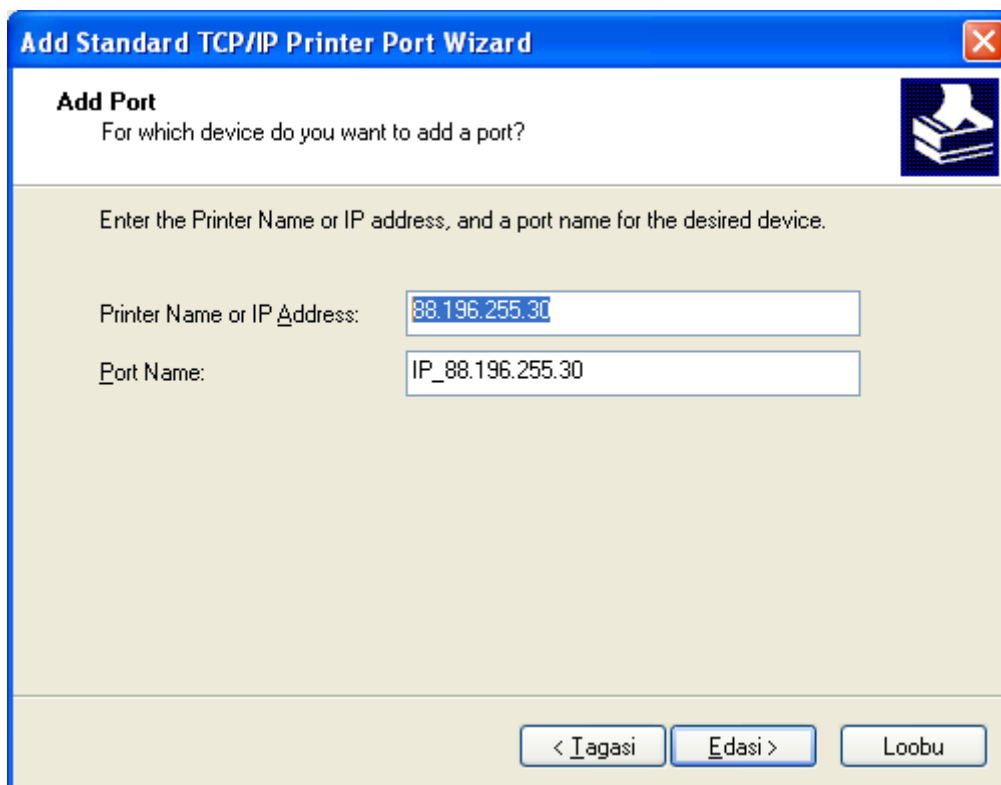 Add Standard TCP/IP Printer Port Wizard
Add Port
For which device do you want to add a port?
Enter the Printer Name or IP address, and a port name for the desired device.
Printer Name or IP Address: 88.196.255.30
Port Name: IP_88.196.255.30
< Tagasi Edasi > Loobu